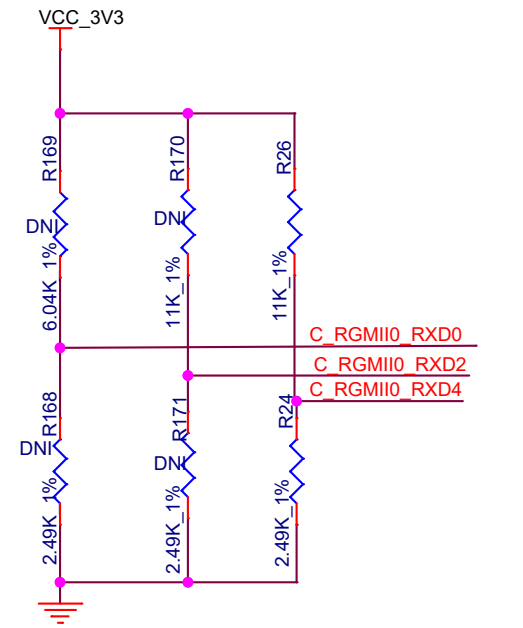 VCC_3V3
R169
R170
R26
DNI
DNI
6.04K_1%
11K_1%
11K_1%
C_RGMII0_RXD0
C_RGMII0_RXD2
C_RGMII0_RXD4
R168
R171
R24
DNI
DNI
2.49K_1%
2.49K_1%
2.49K_1%